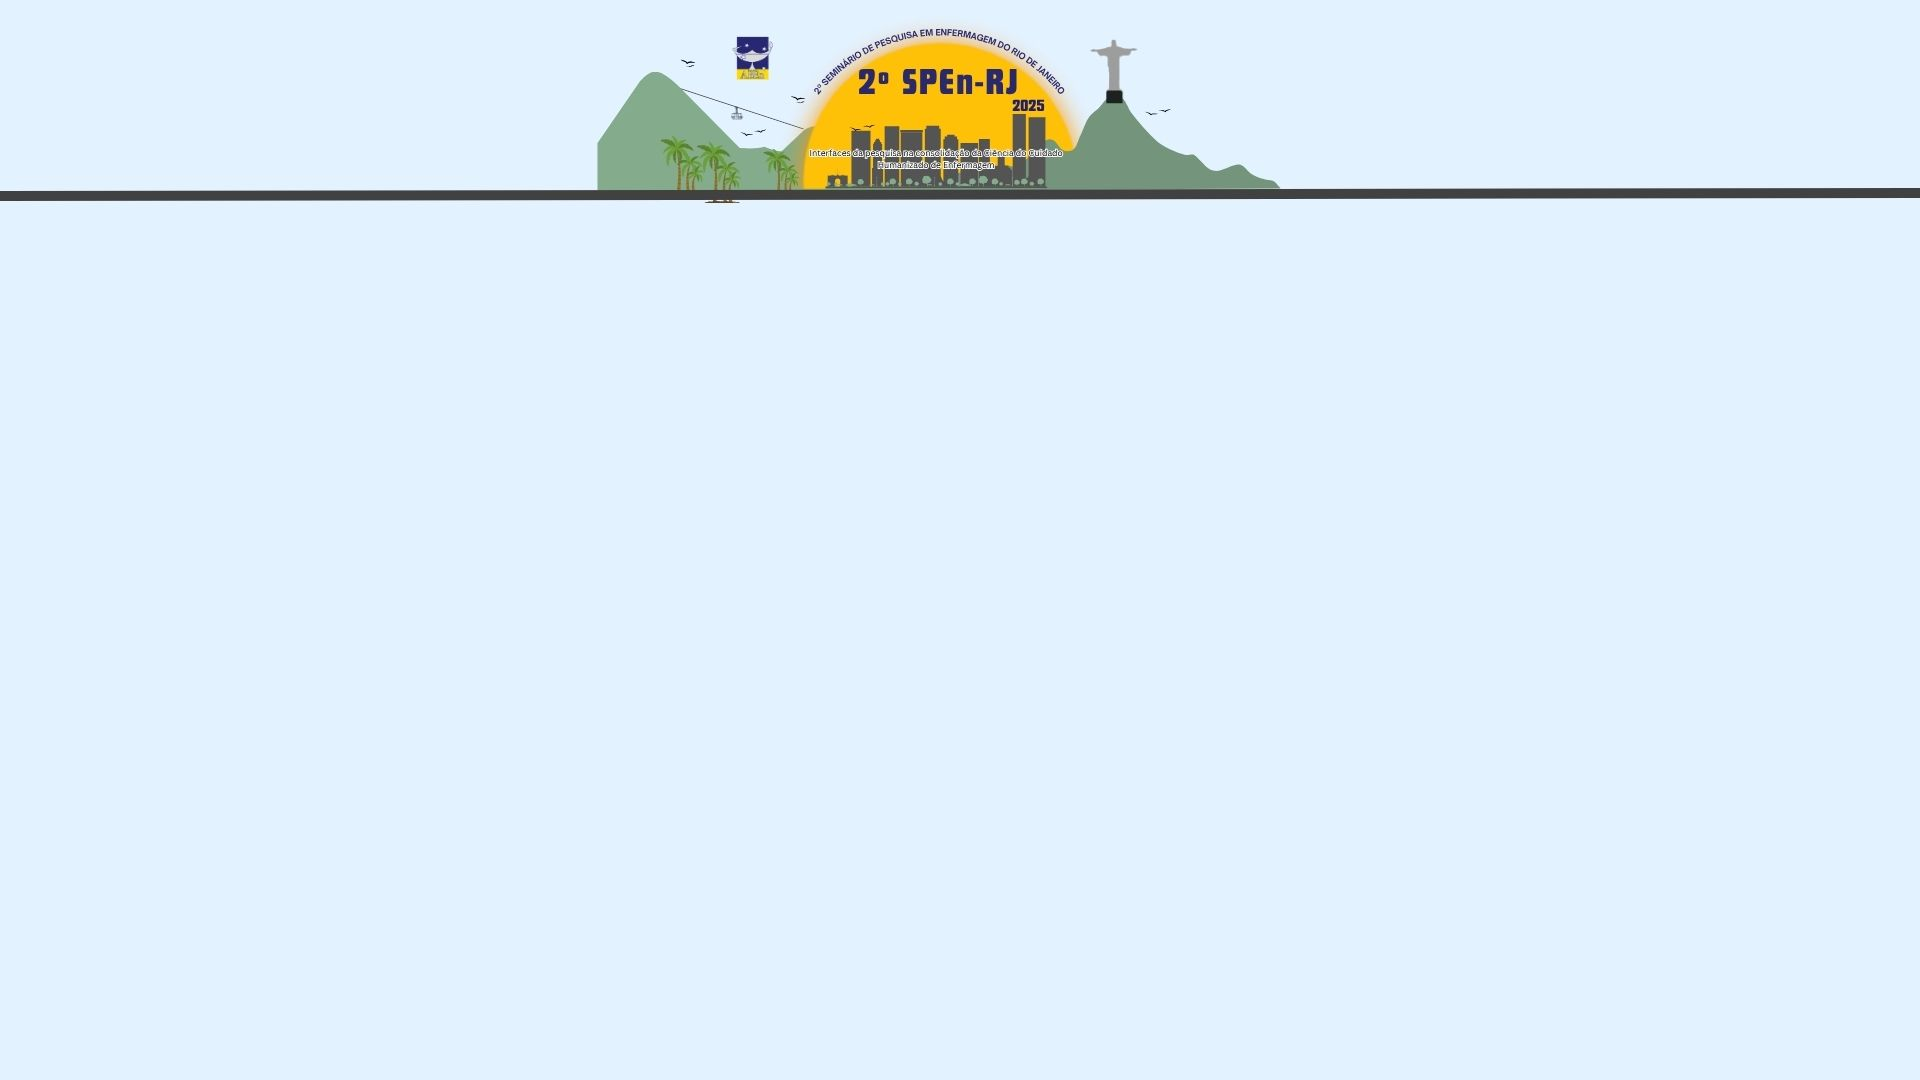 2º SEMINÁRIO DE PESQUISA EM ENFERMAGEM DO RIO DE JANEIRO
2º SPEn-RJ
2025
Interfaces da pesquisa na consolidação da Ciência do Cuidado
Humanizado de Enfermagem
ABEn